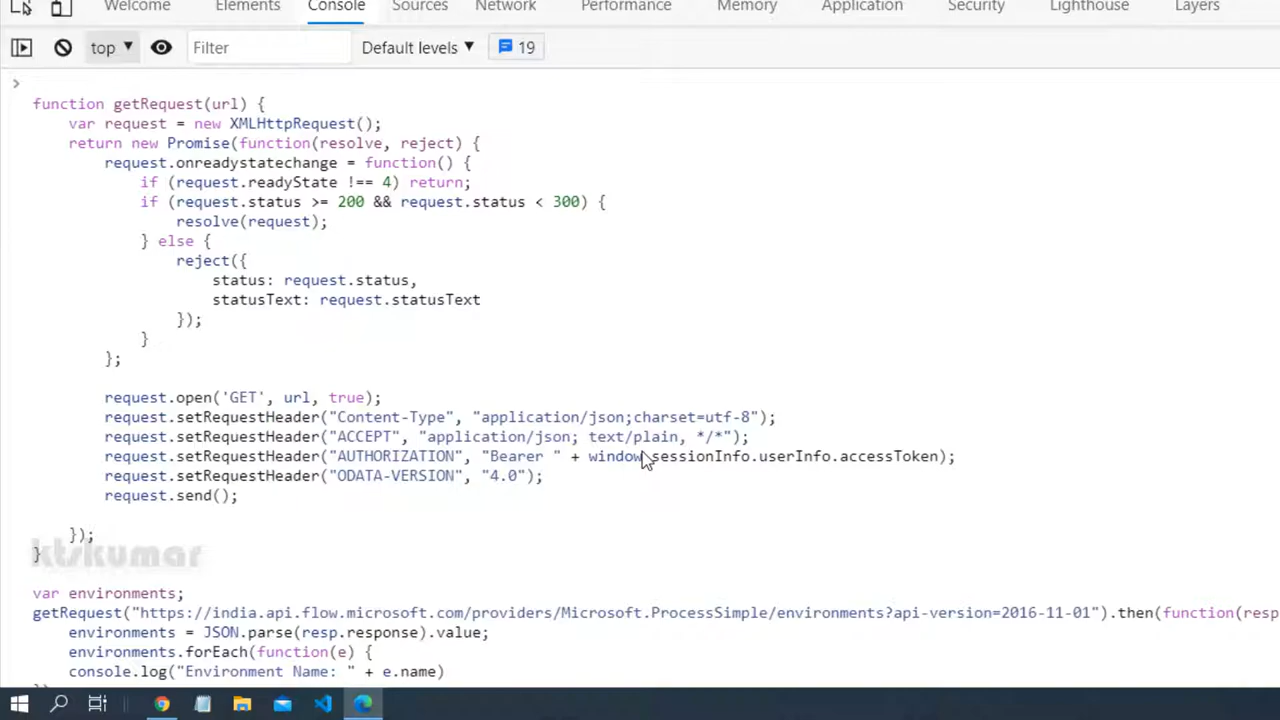 Welcome Elements Console Sources Network Performance Memory Application Security Lighthouse Layers
top Filter Default levels 19
function getRequest(url) {
var request = new XMLHttpRequest();
return new Promise(function(resolve, reject) {
request.onreadystatechange = function() {
if (request.readyState !== 4) return;
if (request.status >= 200 && request.status < 300) {
resolve(request);
} else {
reject({
status: request.status,
statusText: request.statusText
});
}
};
request.open('GET', url, true);
request.setRequestHeader("Content-Type", "application/json;charset=utf-8");
request.setRequestHeader("ACCEPT", "application/json; text/plain, */*");
request.setRequestHeader("AUTHORIZATION", "Bearer " + window.sessionInfo.userInfo.accessToken);
request.setRequestHeader("ODATA-VERSION", "4.0");
request.send();
});
}
ktskumar
var environments;
getRequest("https://india.api.flow.microsoft.com/providers/Microsoft.ProcessSimple/environments?api-version=2016-11-01").then(function(resp
environments = JSON.parse(resp.response).value;
environments.forEach(function(e) {
console.log("Environment Name: " + e.name)